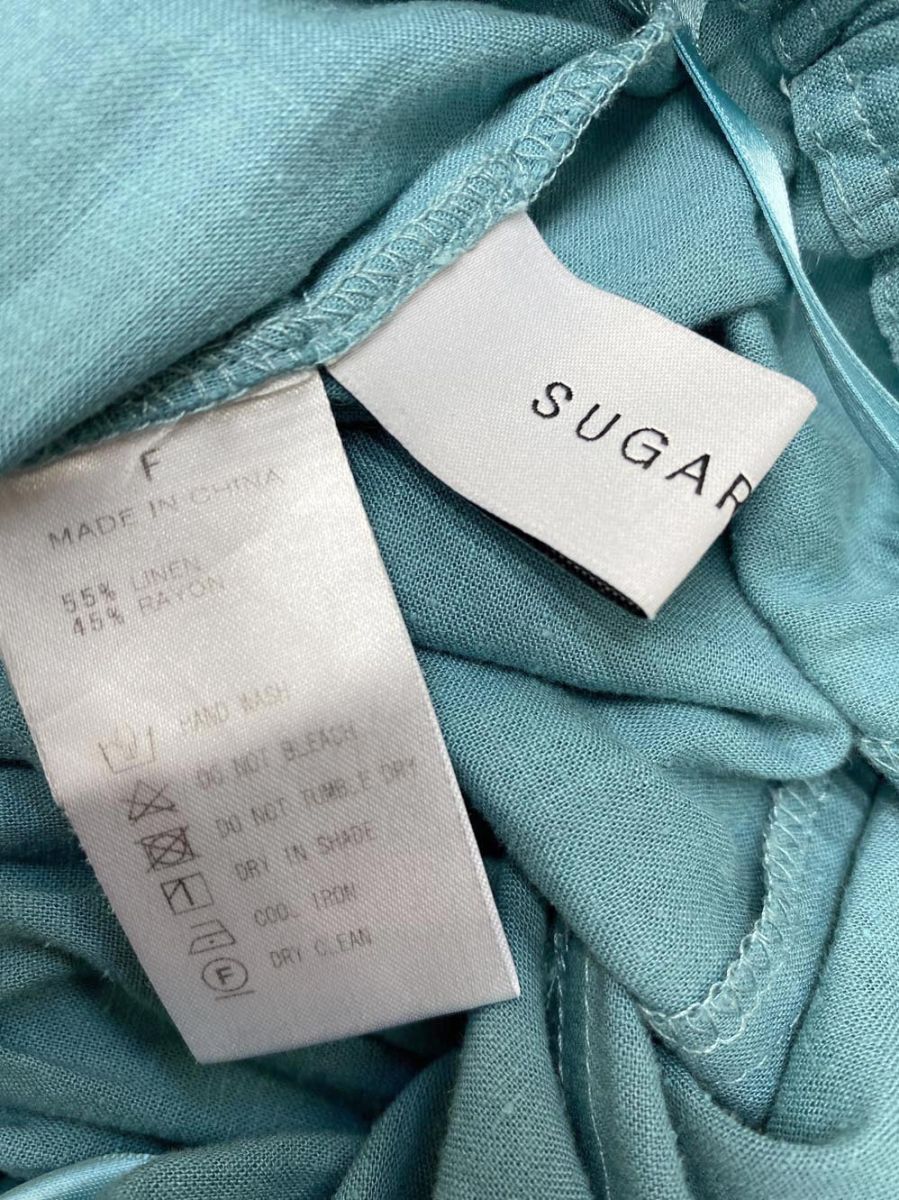 SUGAR
F
MADE IN CHINA
55% LINEN
45% RAYON
HAND WASH
DO NOT BLEACH
DO NOT TUMBLE DRY
DRY IN SHADE
COOL IRON
F DRY CLEAN